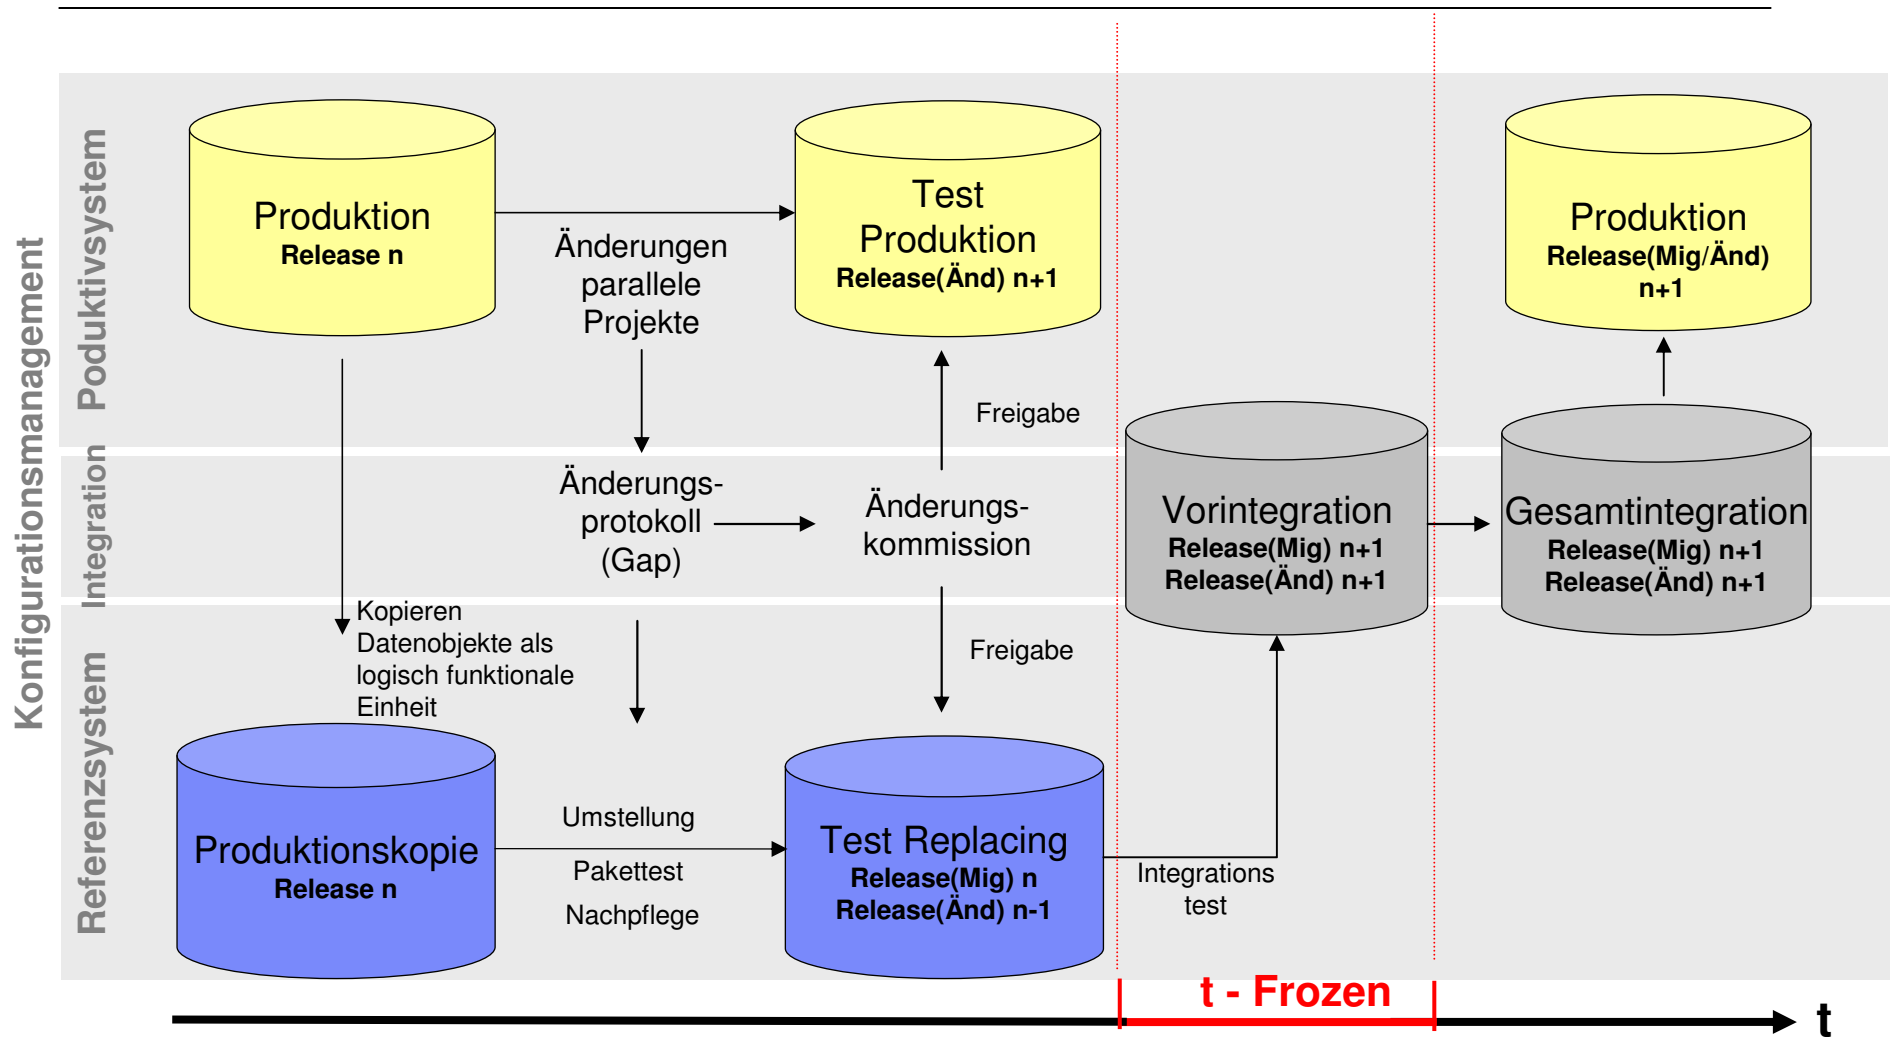 Konfigurationsmanagement
Poduktivsystem
Produktion
Release n
Änderungen
parallele
Projekte
Test
Produktion
Release(Änd) n+1
Produktion
Release(Mig/Änd)
n+1
Freigabe
Integration
Änderungs-
protokoll
(Gap)
Änderungs-
kommission
Vorintegration
Release(Mig) n+1
Release(Änd) n+1
Gesamtintegration
Release(Mig) n+1
Release(Änd) n+1
Referenzsystem
Kopieren
Datenobjekte als
logisch funktionale
Einheit
Freigabe
Produktionskopie
Release n
Umstellung
Pakettest
Nachpflege
Test Replacing
Release(Mig) n
Release(Änd) n-1
Integrations
test
t - Frozen
t